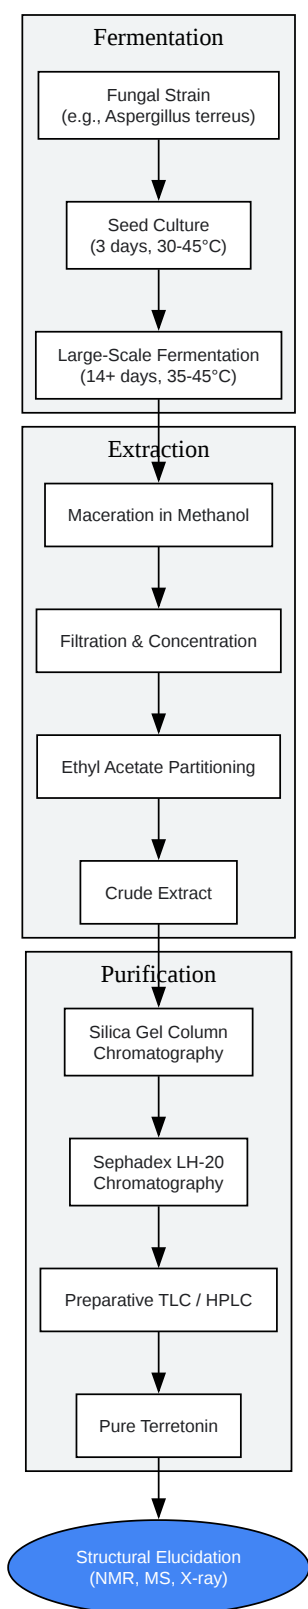 Fermentation
Fungal Strain
(e.g., Aspergillus terreus)
Seed Culture
(3 days, 30-45°C)
Large-Scale Fermentation
(14+ days, 35-45°C)
Extraction
Maceration in Methanol
Filtration & Concentration
Ethyl Acetate Partitioning
Crude Extract
Purification
Silica Gel Column
Chromatography
Sephadex LH-20
Chromatography
Preparative TLC / HPLC
Pure Terretonin
Structural Elucidation
(NMR, MS, X-ray)